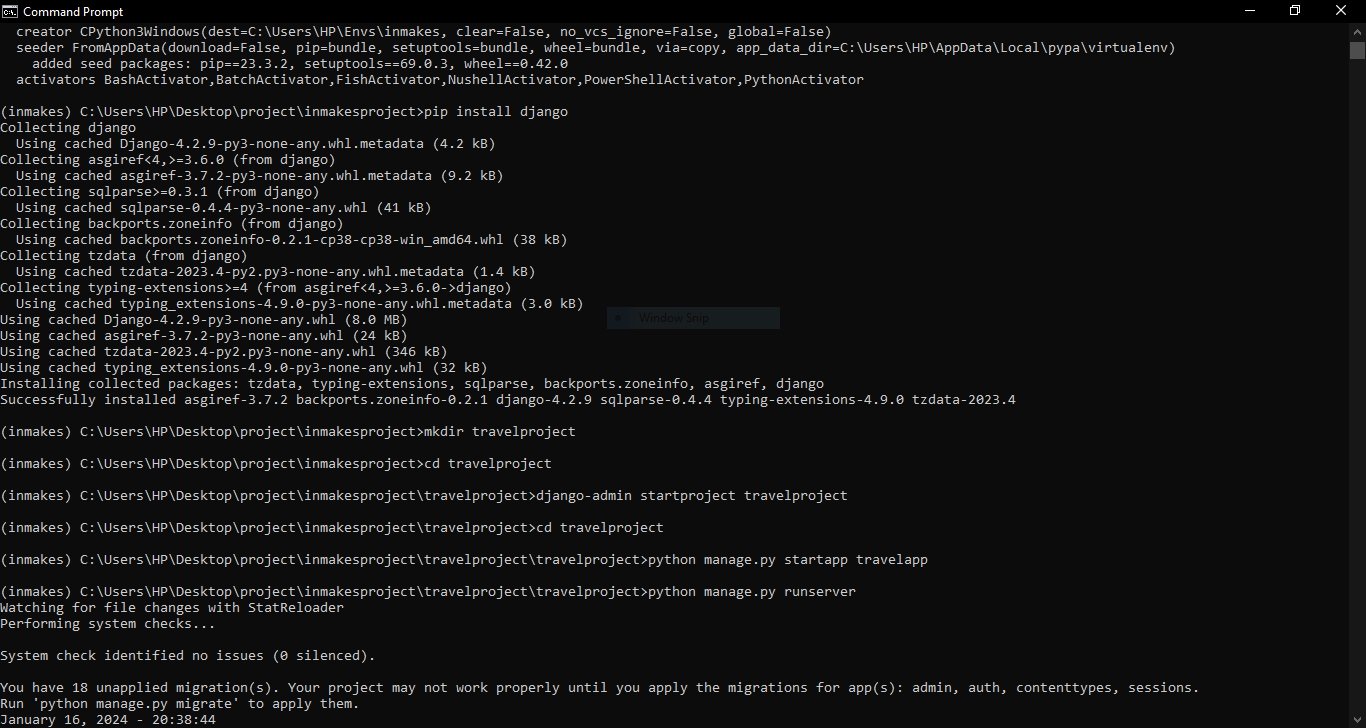 Command Prompt
creator CPython3Windows(dest=C:\Users\HP\Envs\inmakes, clear=False, no_vcs_ignore=False, global=False)
seeder FromAppData(download=False, pip=bundle, setuptools=bundle, wheel=bundle, via=copy, app_data_dir=C:\Users\HP\AppData\Local\pypa\virtualenv)
added seed packages: pip==23.3.2, setuptools==69.0.3, wheel==0.42.0
activators BashActivator,BatchActivator,FishActivator,NushellActivator,PowerShellActivator,PythonActivator
(inmakes) C:\Users\HP\Desktop\project\inmakesproject>pip install django
Collecting django
Using cached Django-4.2.9-py3-none-any.whl.metadata (4.2 kB)
Collecting asgiref<4,>=3.6.0 (from django)
Using cached asgiref-3.7.2-py3-none-any.whl.metadata (9.2 kB)
Collecting sqlparse>=0.3.1 (from django)
Using cached sqlparse-0.4.4-py3-none-any.whl (41 kB)
Collecting backports.zoneinfo (from django)
Using cached backports.zoneinfo-0.2.1-cp38-cp38-win_amd64.whl (38 kB)
Collecting tzdata (from django)
Using cached tzdata-2023.4-py2.py3-none-any.whl.metadata (1.4 kB)
Collecting typing-extensions>=4 (from asgiref<4,>=3.6.0->django)
Using cached typing_extensions-4.9.0-py3-none-any.whl.metadata (3.0 kB)
Using cached Django-4.2.9-py3-none-any.whl (8.0 MB)
Window Snip
Using cached asgiref-3.7.2-py3-none-any.whl (24 kB)
Using cached tzdata-2023.4-py2.py3-none-any.whl (346 kB)
Using cached typing_extensions-4.9.0-py3-none-any.whl (32 kB)
Installing collected packages: tzdata, typing-extensions, sqlparse, backports.zoneinfo, asgiref, django
Successfully installed asgiref-3.7.2 backports.zoneinfo-0.2.1 django-4.2.9 sqlparse-0.4.4 typing-extensions-4.9.0 tzdata-2023.4
(inmakes) C:\Users\HP\Desktop\project\inmakesproject>mkdir travelproject
(inmakes) C:\Users\HP\Desktop\project\inmakesproject>cd travelproject
(inmakes) C:\Users\HP\Desktop\project\inmakesproject\travelproject>django-admin startproject travelproject
(inmakes) C:\Users\HP\Desktop\project\inmakesproject\travelproject>cd travelproject
(inmakes) C:\Users\HP\Desktop\project\inmakesproject\travelproject\travelproject>python manage.py startapp travelapp
(inmakes) C:\Users\HP\Desktop\project\inmakesproject\travelproject\travelproject>python manage.py runserver
Watching for file changes with StatReloader
Performing system checks...
System check identified no issues (0 silenced).
You have 18 unapplied migration(s). Your project may not work properly until you apply the migrations for app(s): admin, auth, contenttypes, sessions.
Run 'python manage.py migrate' to apply them.
January 16, 2024 - 20:38:44